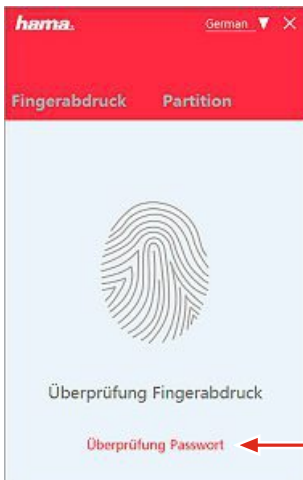 hama.
German
Fingerabdruck Partition
Überprüfung Fingerabdruck
Überprüfung Passwort